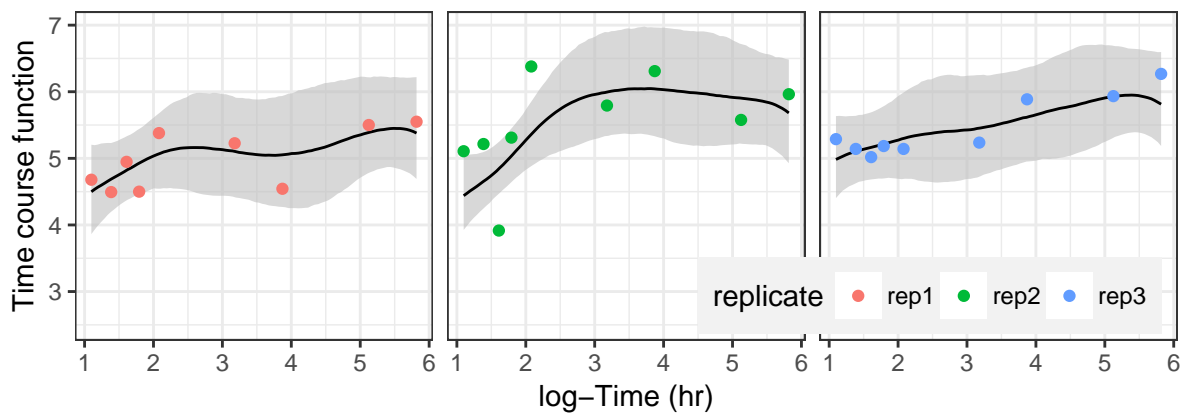 Time course function
7
6
5
4
3
replicate rep1 rep2 rep3
1 2 3 4 5 6 1 2 3 4 5 6 1 2 3 4 5 6
log−Time (hr)